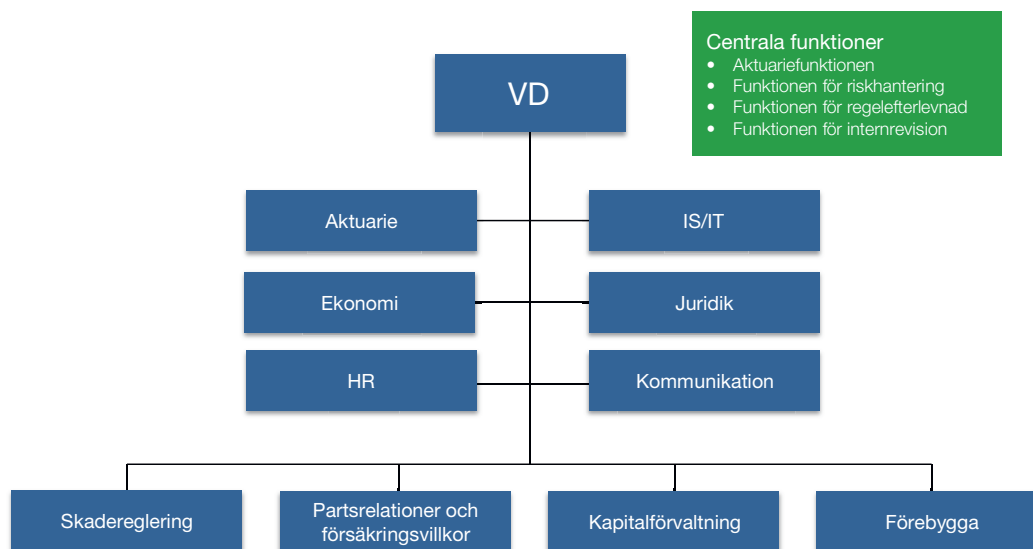 Centrala funktioner
• Aktuariefunktionen
• Funktionen för riskhantering
• Funktionen för regelefterlevnad
• Funktionen för internrevision
VD
Aktuarie
IS/IT
Ekonomi
Juridik
HR
Kommunikation
Skadereglering
Partsrelationer och
försäkringsvillkor
Kapitalförvaltning
Förebygga